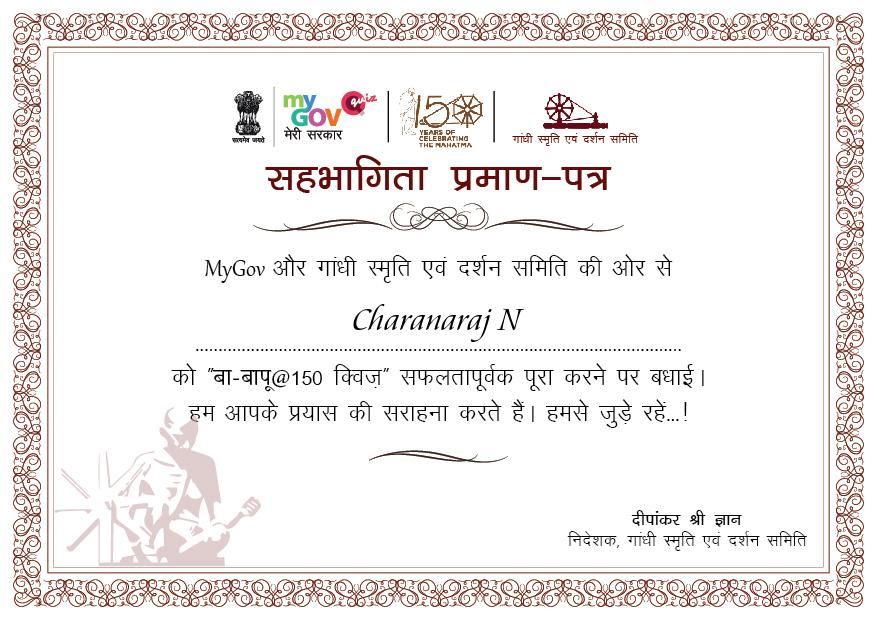 सत्यमेव जयते
my GOV quiz
मेरी सरकार
150
YEARS OF
CELEBRATING
THE MAHATMA
गांधी स्मृति एवं दर्शन समिति
सहभागिता प्रमाण-पत्र
MyGov और गांधी स्मृति एवं दर्शन समिति की ओर से
Charanaraj N
को "बा-बापू@150 क्विज़" सफलतापूर्वक पूरा करने पर बधाई।
हम आपके प्रयास की सराहना करते हैं। हमसे जुड़े रहें...!
दीपांकर श्री ज्ञान
निदेशक, गांधी स्मृति एवं दर्शन समिति